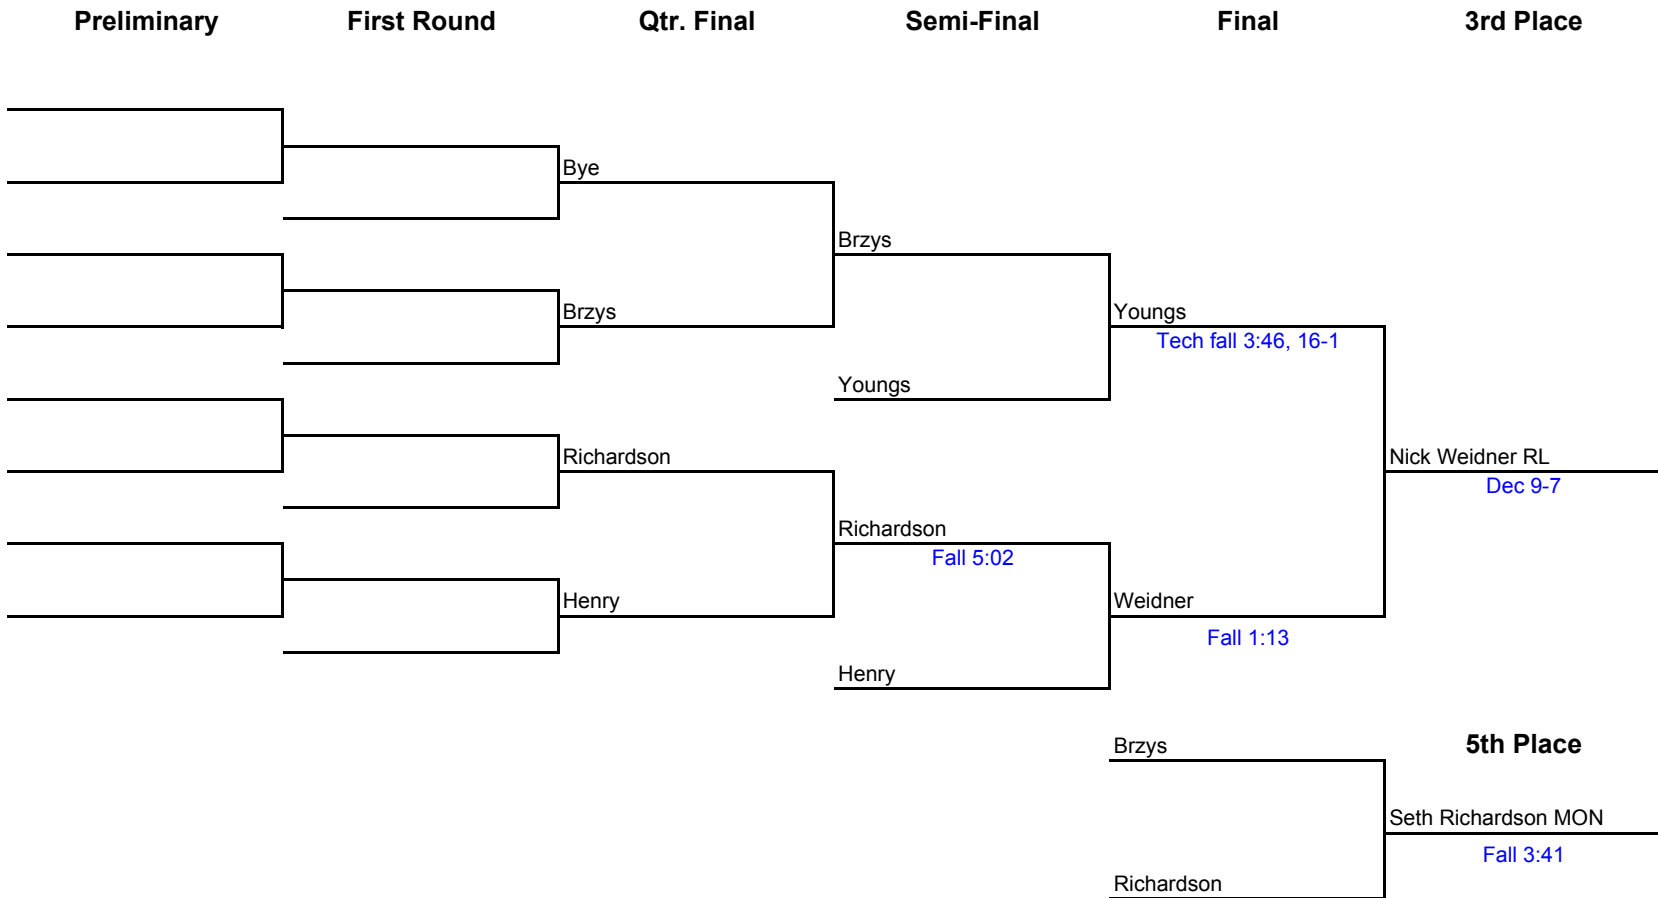 Preliminary
First Round
Qtr. Final
Semi-Final
Final
3rd Place
Bye
Brzys
Brzys
Youngs
Tech fall 3:46, 16-1
Youngs
Richardson
Nick Weidner RL
Dec 9-7
Richardson
Fall 5:02
Henry
Weidner
Fall 1:13
Henry
Brzys
5th Place
Seth Richardson MON
Fall 3:41
Richardson